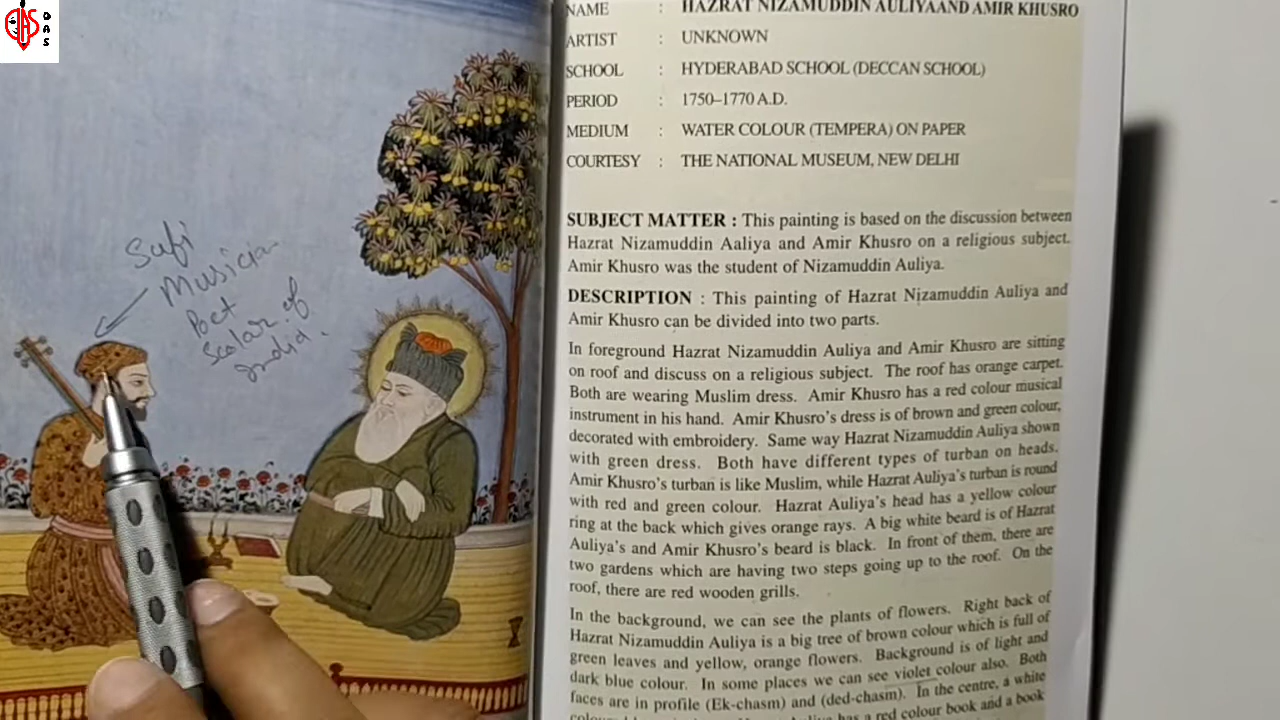 DAS
Sufi
Musician
Poet
Scalar of
India.
NAME : HAZRAT NIZAMUDDIN AULIYAAND AMIR KHUSRO
ARTIST : UNKNOWN
SCHOOL : HYDERABAD SCHOOL (DECCAN SCHOOL)
PERIOD : 1750–1770 A.D.
MEDIUM : WATER COLOUR (TEMPERA) ON PAPER
COURTESY : THE NATIONAL MUSEUM, NEW DELHI
SUBJECT MATTER : This painting is based on the discussion between
Hazrat Nizamuddin Aaliya and Amir Khusro on a religious subject.
Amir Khusro was the student of Nizamuddin Auliya.
DESCRIPTION : This painting of Hazrat Nizamuddin Auliya and
Amir Khusro can be divided into two parts.
In foreground Hazrat Nizamuddin Auliya and Amir Khusro are sitting
on roof and discuss on a religious subject. The roof has orange carpet.
Both are wearing Muslim dress. Amir Khusro has a red colour musical
instrument in his hand. Amir Khusro's dress is of brown and green colour,
decorated with embroidery. Same way Hazrat Nizamuddin Auliya shown
with green dress. Both have different types of turban on heads.
Amir Khusro's turban is like Muslim, while Hazrat Auliya's turban is round
with red and green colour. Hazrat Auliya's head has a yellow colour
ring at the back which gives orange rays. A big white beard is of Hazrat
Auliya's and Amir Khusro's beard is black. In front of them, there are
two gardens which are having two steps going up to the roof. On the
roof, there are red wooden grills.
In the background, we can see the plants of flowers. Right back of
Hazrat Nizamuddin Auliya is a big tree of brown colour which is full of
green leaves and yellow, orange flowers. Background is of light and
dark blue colour. In some places we can see violet colour also. Both
faces are in profile (Ek-chasm) and (ded-chasm). In the centre, a white
has a red colour book and a book